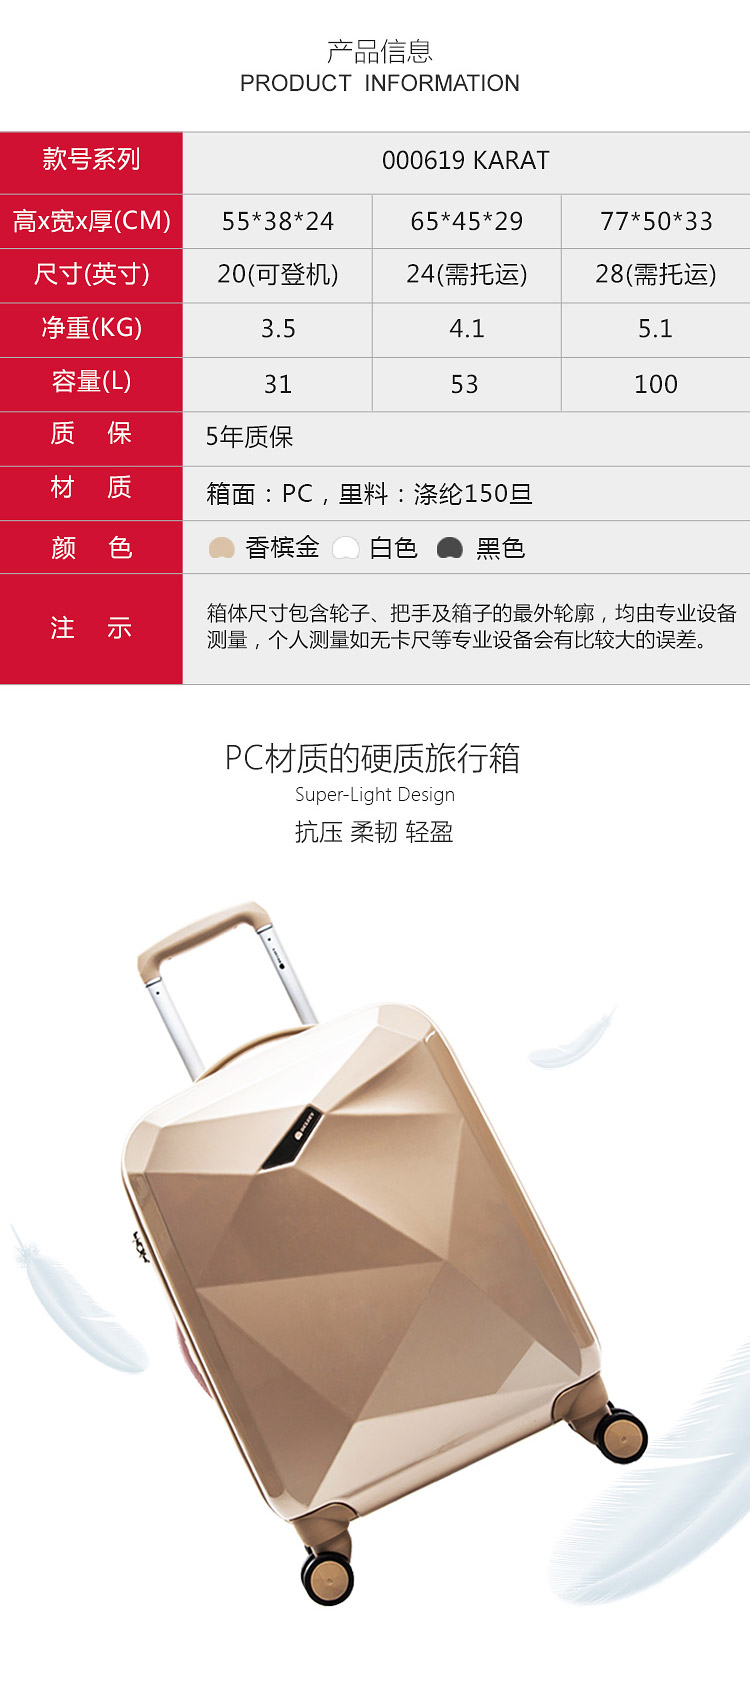 产品信息
PRODUCT INFORMATION
款号系列 000619 KARAT
高x宽x厚(CM) 55*38*24 65*45*29 77*50*33
尺寸(英寸) 20(可登机) 24(需托运) 28(需托运)
净重(KG) 3.5 4.1 5.1
容量(L) 31 53 100
质 保 5年质保
材 质 箱面：PC，里料：涤纶150旦
颜 色 香槟金 白色 黑色
注 示 箱体尺寸包含轮子、把手及箱子的最外轮廓，均由专业设备
测量，个人测量如无卡尺等专业设备会有比较大的误差。
PC材质的硬质旅行箱
Super-Light Design
抗压 柔韧 轻盈
DELSEY